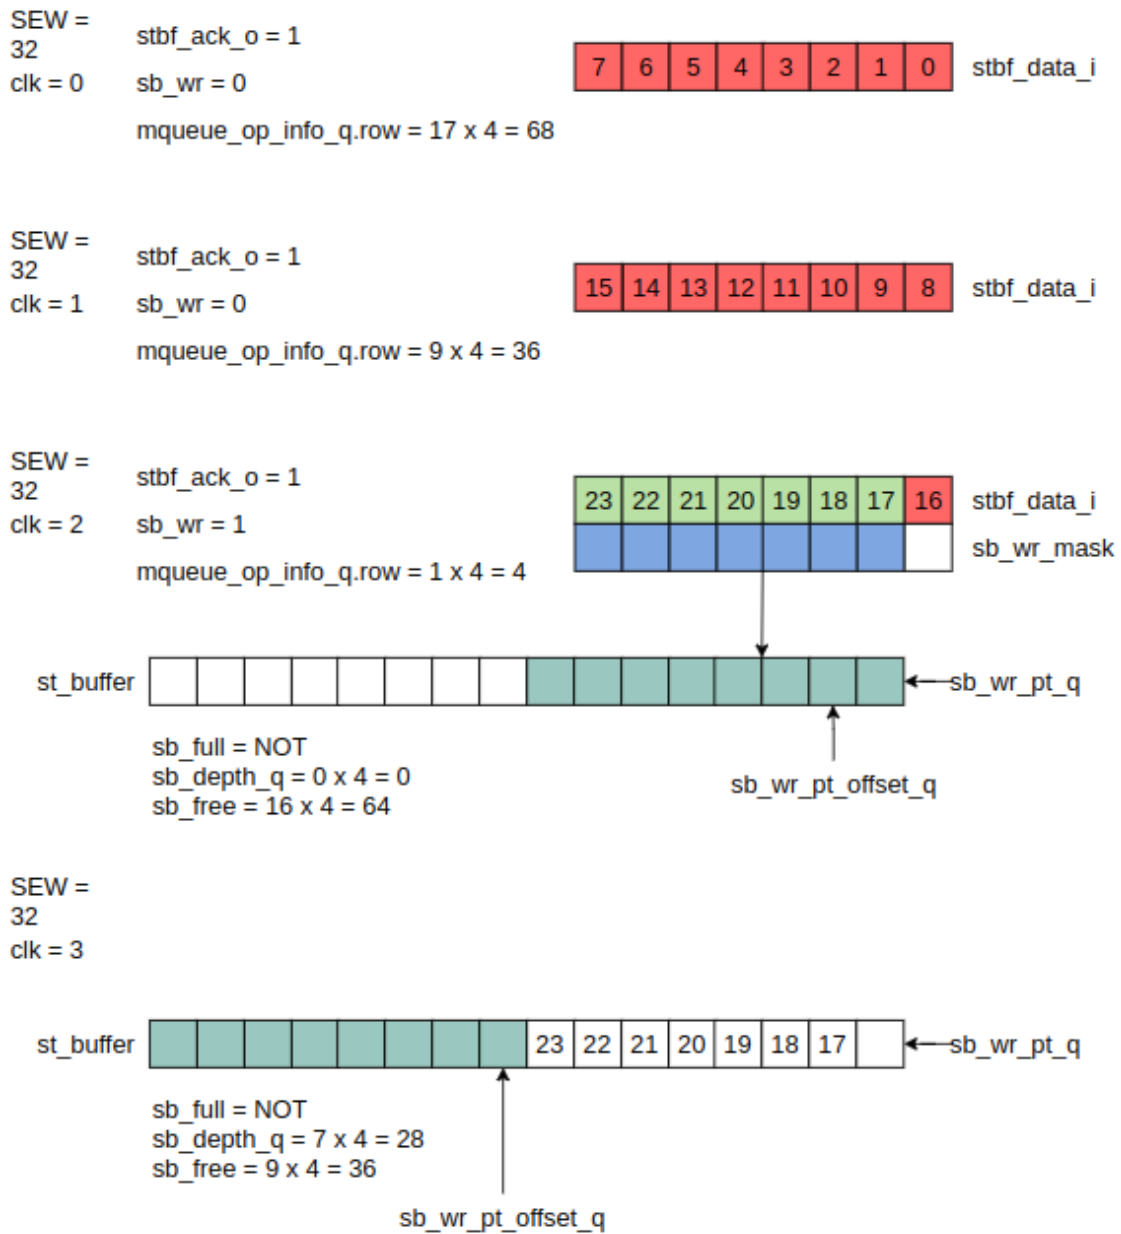 SEW =
32
clk = 0
stbf_ack_o = 1
sb_wr = 0
mqueue_op_info_q.row = 17 x 4 = 68
7 6 5 4 3 2 1 0 stbf_data_i
SEW =
32
clk = 1
stbf_ack_o = 1
sb_wr = 0
mqueue_op_info_q.row = 9 x 4 = 36
15 14 13 12 11 10 9 8 stbf_data_i
SEW =
32
clk = 2
stbf_ack_o = 1
sb_wr = 1
mqueue_op_info_q.row = 1 x 4 = 4
23 22 21 20 19 18 17 16 stbf_data_i
sb_wr_mask
st_buffer
sb_wr_pt_q
sb_full = NOT
sb_depth_q = 0 x 4 = 0
sb_free = 16 x 4 = 64
sb_wr_pt_offset_q
SEW =
32
clk = 3
st_buffer
23 22 21 20 19 18 17
sb_wr_pt_q
sb_full = NOT
sb_depth_q = 7 x 4 = 28
sb_free = 9 x 4 = 36
sb_wr_pt_offset_q